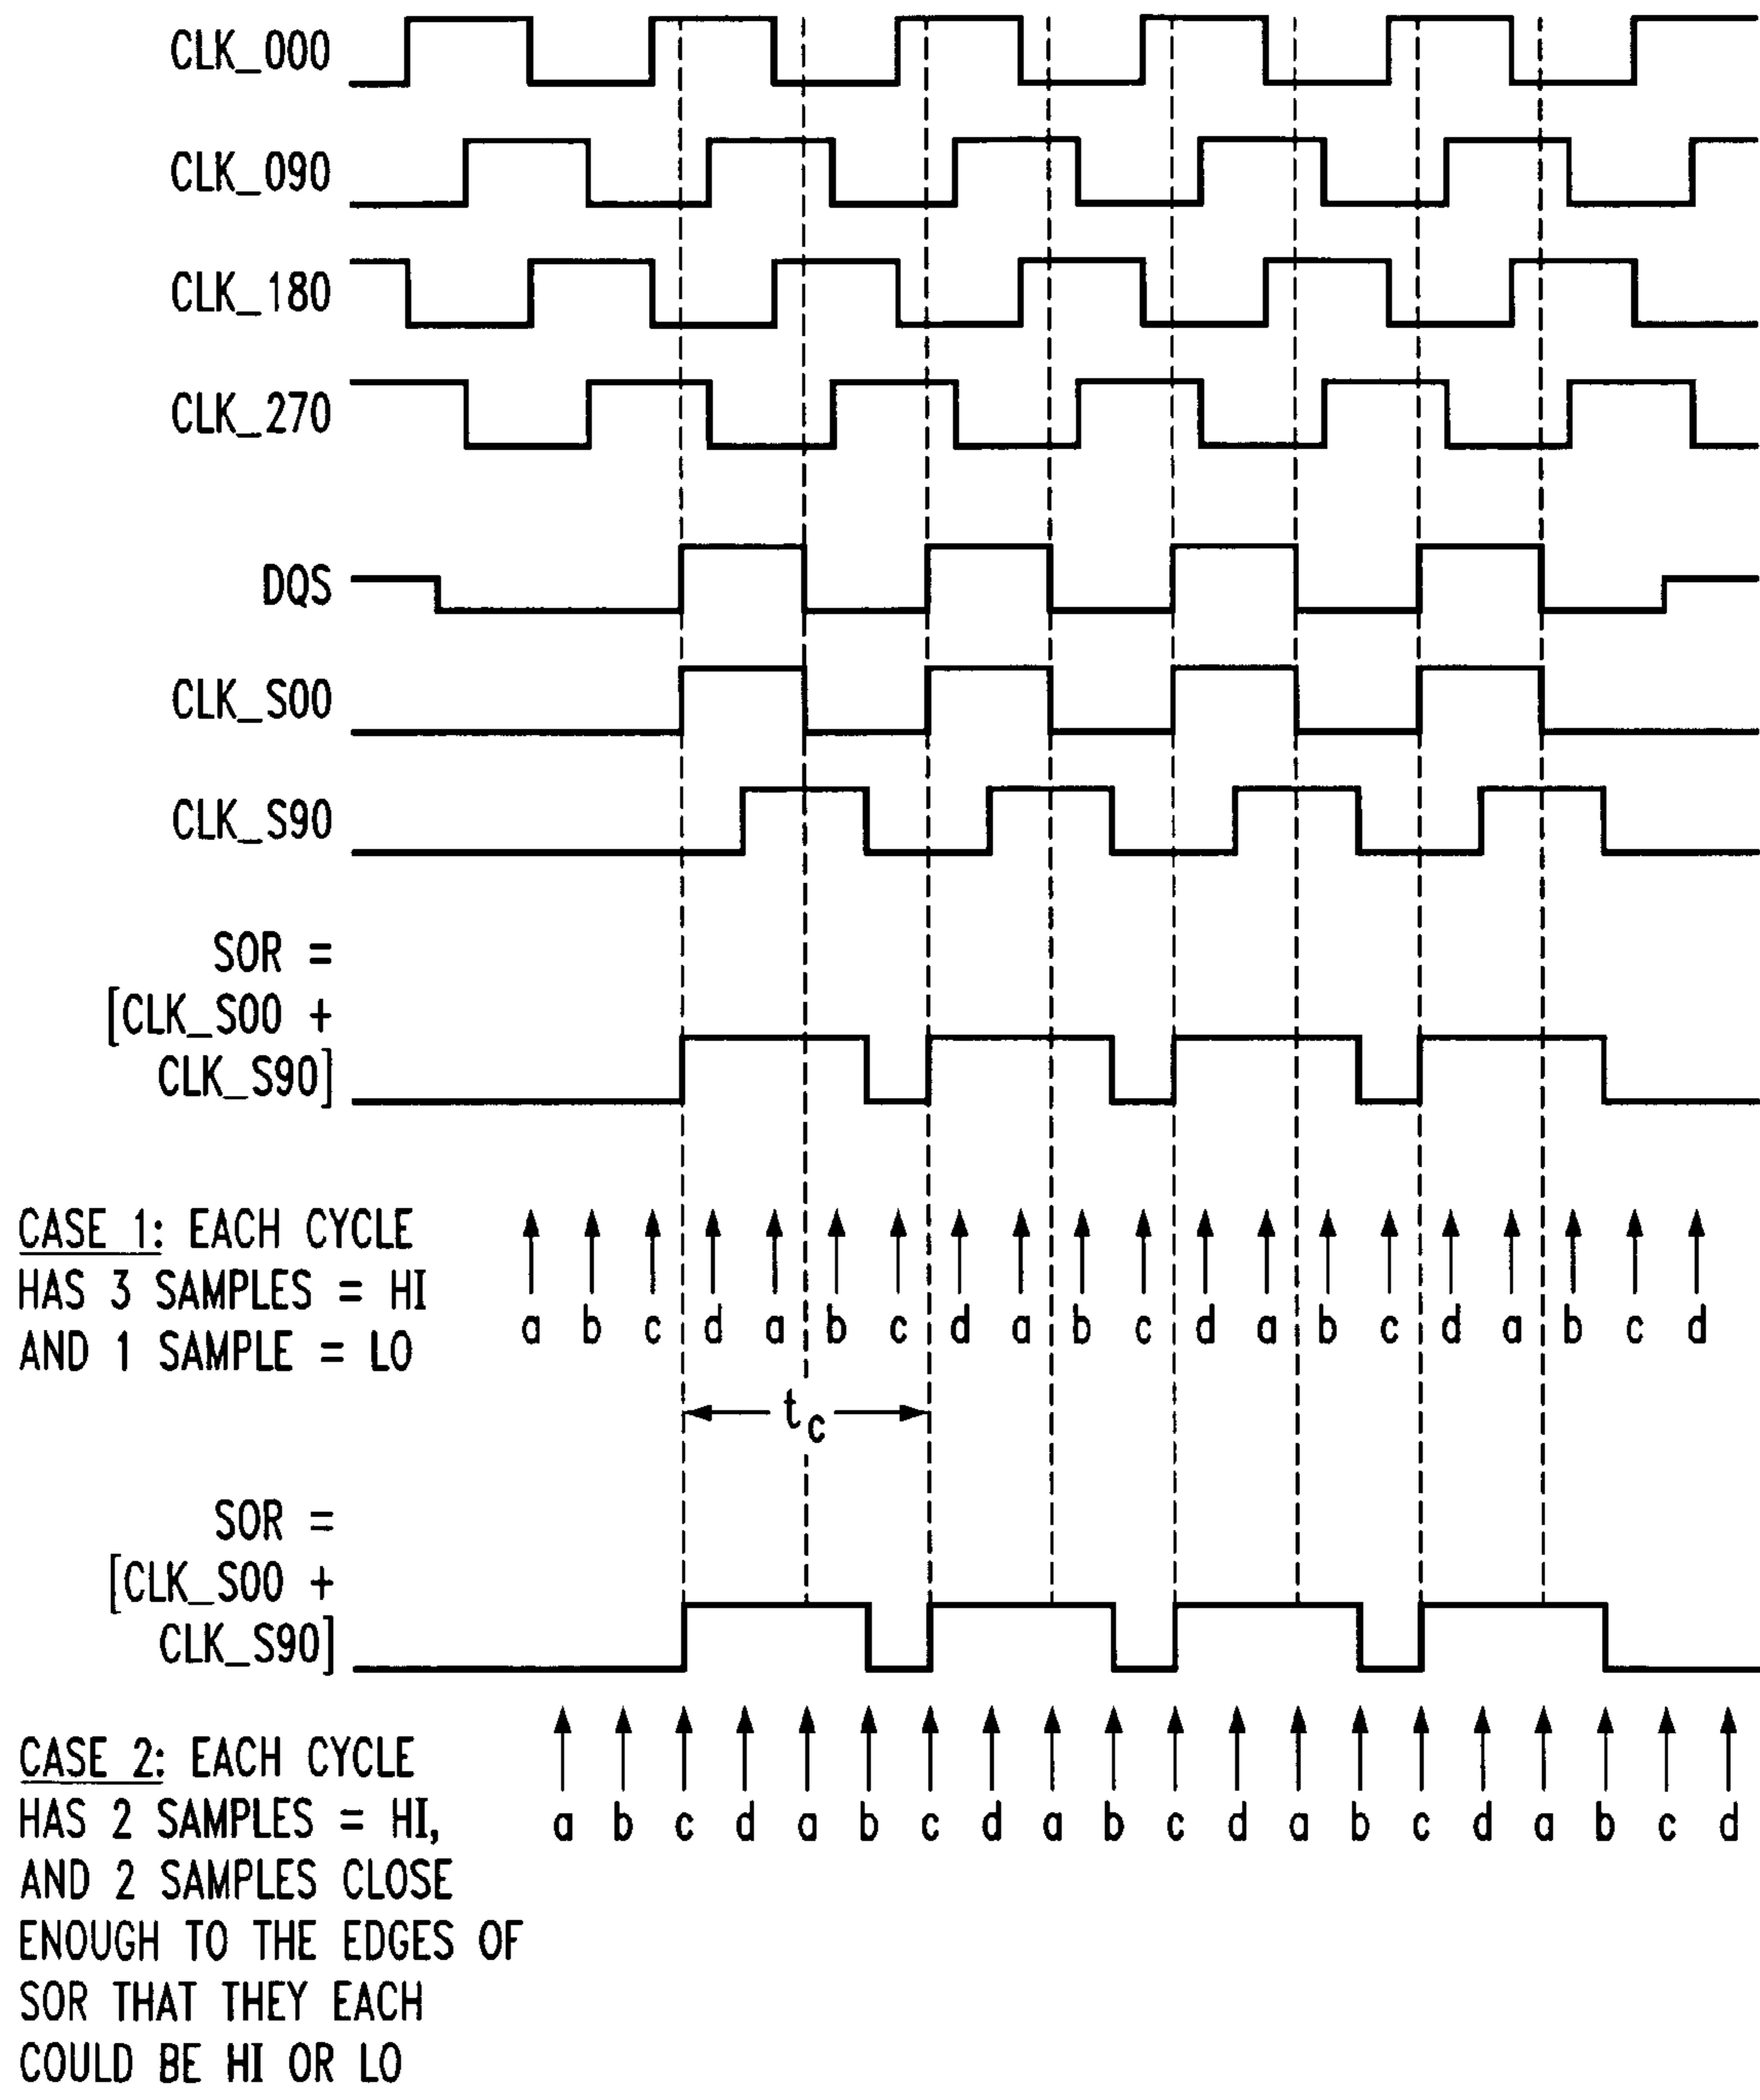 CLK_000
CLK_090
CLK_180
CLK_270
DQS
CLK_S00
CLK_S90
SOR =
[CLK_S00 +
CLK_S90]
CASE 1: EACH CYCLE
HAS 3 SAMPLES = HI
AND 1 SAMPLE = LO
a b c d a b c d a b c d a b c d a b c d
tc
SOR =
[CLK_S00 +
CLK_S90]
CASE 2: EACH CYCLE
HAS 2 SAMPLES = HI,
AND 2 SAMPLES CLOSE
ENOUGH TO THE EDGES OF
SOR THAT THEY EACH
COULD BE HI OR LO
a b c d a b c d a b c d a b c d a b c d